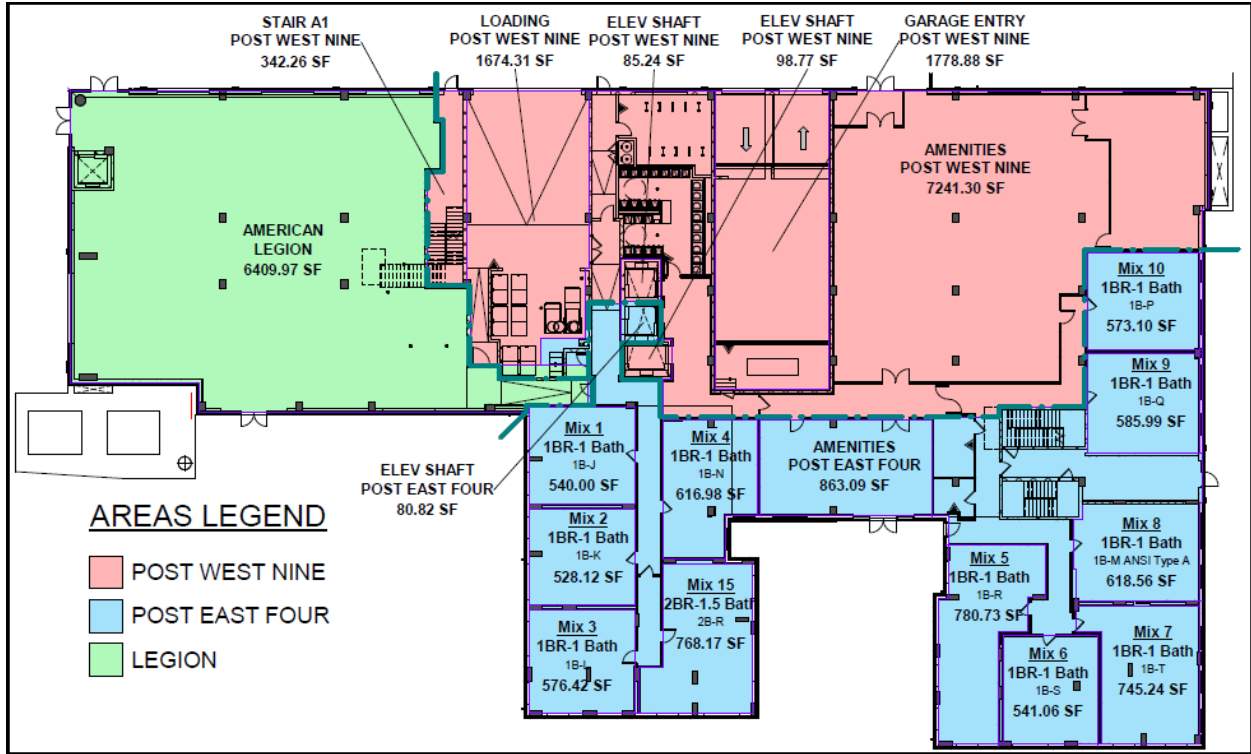 STAIR A1
POST WEST NINE
342.26 SF
LOADING
POST WEST NINE
1674.31 SF
ELEV SHAFT
POST WEST NINE
85.24 SF
ELEV SHAFT
POST WEST NINE
98.77 SF
GARAGE ENTRY
POST WEST NINE
1778.88 SF
AMENITIES
POST WEST NINE
7241.30 SF
AMERICAN
LEGION
6409.97 SF
Mix 10
1BR-1 Bath
1B-P
573.10 SF
Mix 9
1BR-1 Bath
1B-Q
585.99 SF
Mix 1
1BR-1 Bath
1B-J
540.00 SF
Mix 4
1BR-1 Bath
1B-N
616.98 SF
AMENITIES
POST EAST FOUR
863.09 SF
ELEV SHAFT
POST EAST FOUR
80.82 SF
Mix 2
1BR-1 Bath
1B-K
528.12 SF
Mix 8
1BR-1 Bath
1B-M ANSI Type A
618.56 SF
Mix 5
1BR-1 Bath
1B-R
780.73 SF
Mix 15
2BR-1.5 Bath
2B-R
768.17 SF
Mix 3
1BR-1 Bath
1B-L
576.42 SF
Mix 7
1BR-1 Bath
1B-T
745.24 SF
Mix 6
1BR-1 Bath
1B-S
541.06 SF
AREAS LEGEND
POST WEST NINE
POST EAST FOUR
LEGION